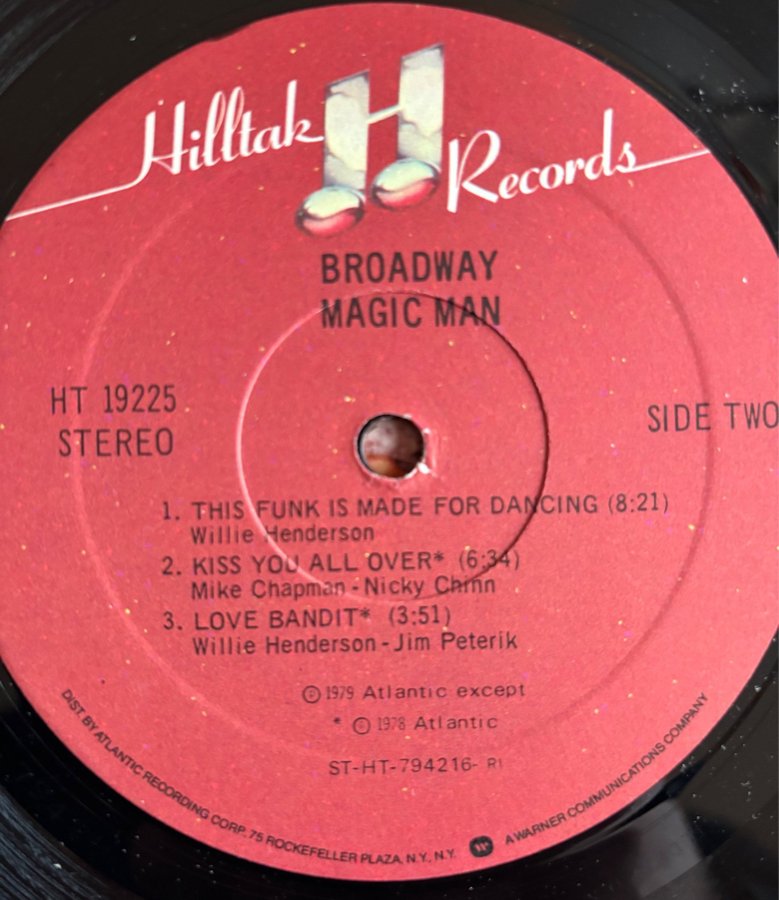 Hilltak H Records
BROADWAY
MAGIC MAN
HT 19225
STEREO
SIDE TWO
1. THIS FUNK IS MADE FOR DANCING (8:21)
Willie Henderson
2. KISS YOU ALL OVER* (6:34)
Mike Chapman - Nicky Chinn
3. LOVE BANDIT* (3:51)
Willie Henderson - Jim Peterik
℗ 1979 Atlantic except
* ℗ 1978 Atlantic
ST-HT-794216- R1
DIST. BY ATLANTIC RECORDING CORP. 75 ROCKEFELLER PLAZA, N.Y., N.Y. W A WARNER COMMUNICATIONS COMPANY